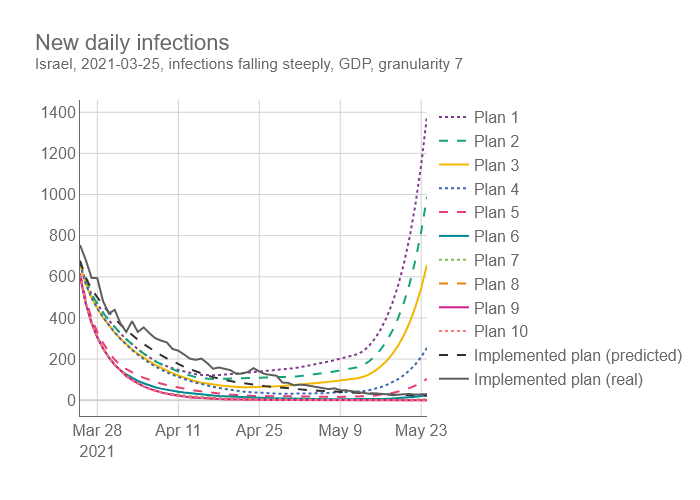 New daily infections
Israel, 2021-03-25, infections falling steeply, GDP, granularity 7
1400
1200
1000
800
600
400
200
0
Mar 28 Apr 11 Apr 25 May 9 May 23
2021
Plan 1
Plan 2
Plan 3
Plan 4
Plan 5
Plan 6
Plan 7
Plan 8
Plan 9
Plan 10
Implemented plan (predicted)
Implemented plan (real)